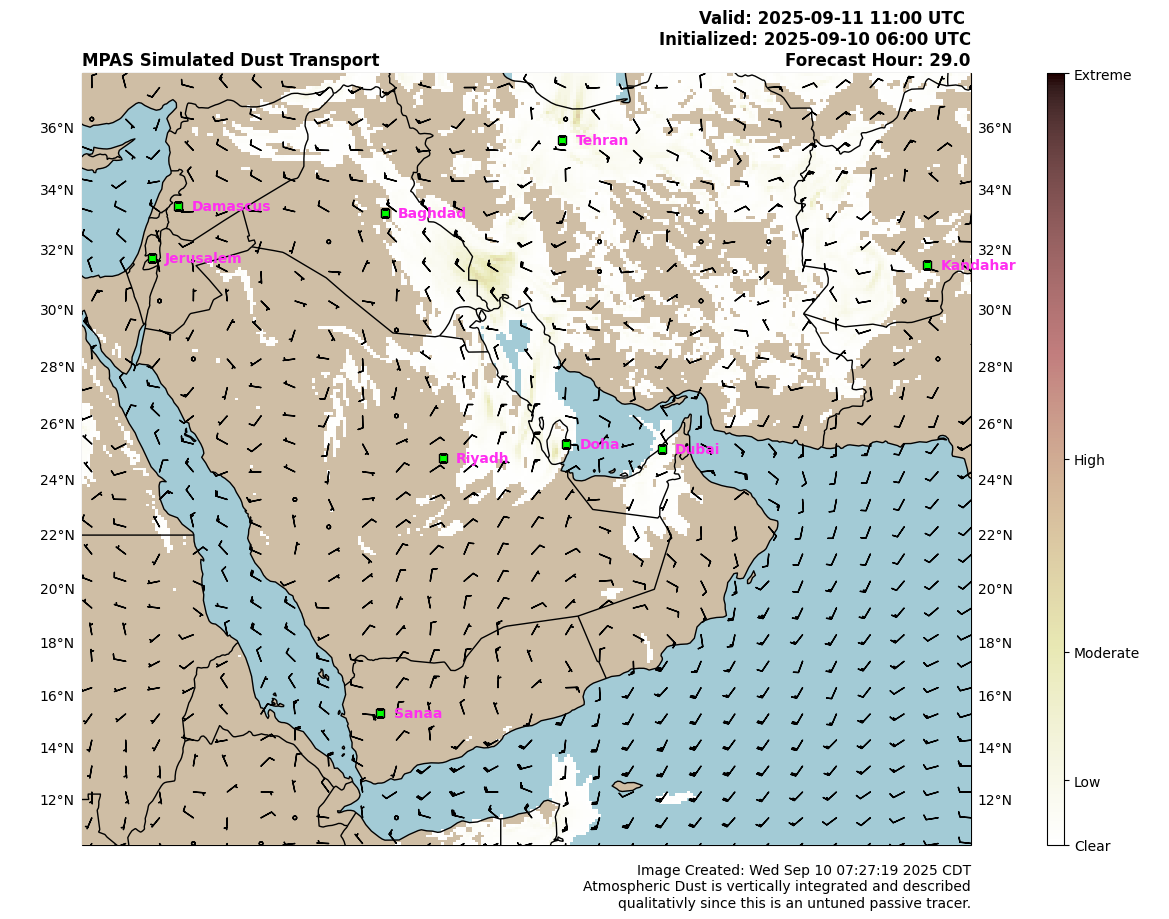 Valid: 2025-09-11 11:00 UTC
Initialized: 2025-09-10 06:00 UTC
MPAS Simulated Dust Transport
Forecast Hour: 29.0
Extreme
36°N
36°N
Tehran
34°N
34°N
Damascus
Baghdad
32°N
32°N
Jerusalem
Kandahar
30°N
30°N
28°N
28°N
26°N
26°N
Doha
Dubai
Riyadh
High
24°N
24°N
22°N
22°N
20°N
20°N
18°N
18°N
Moderate
16°N
16°N
Sanaa
14°N
14°N
Low
12°N
12°N
Clear
Image Created: Wed Sep 10 07:27:19 2025 CDT
Atmospheric Dust is vertically integrated and described
qualitativly since this is an untuned passive tracer.